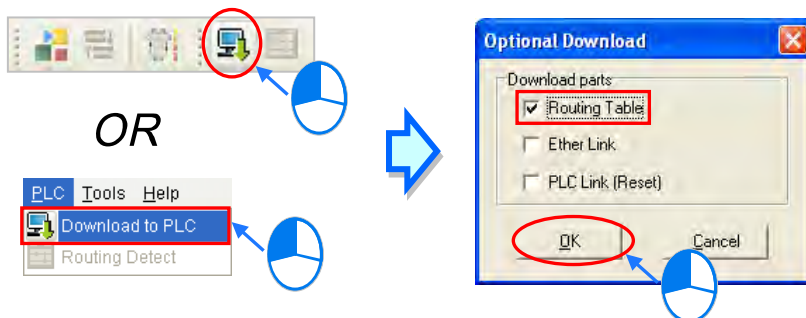 OR
PLC Tools Help
Download to PLC
Routing Detect
Optional Download
Download parts
Routing Table
Ether Link
PLC Link (Reset)
OK Cancel